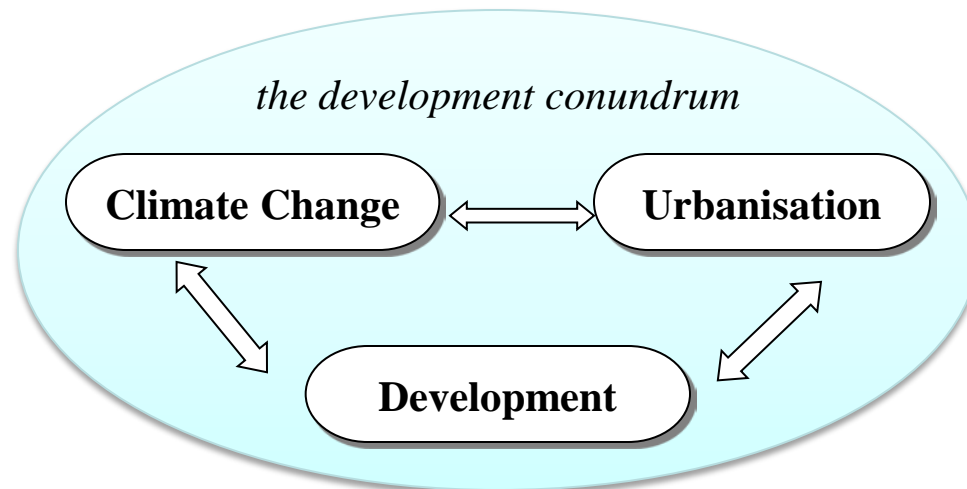 the development conundrum
Climate Change
Urbanisation
Development